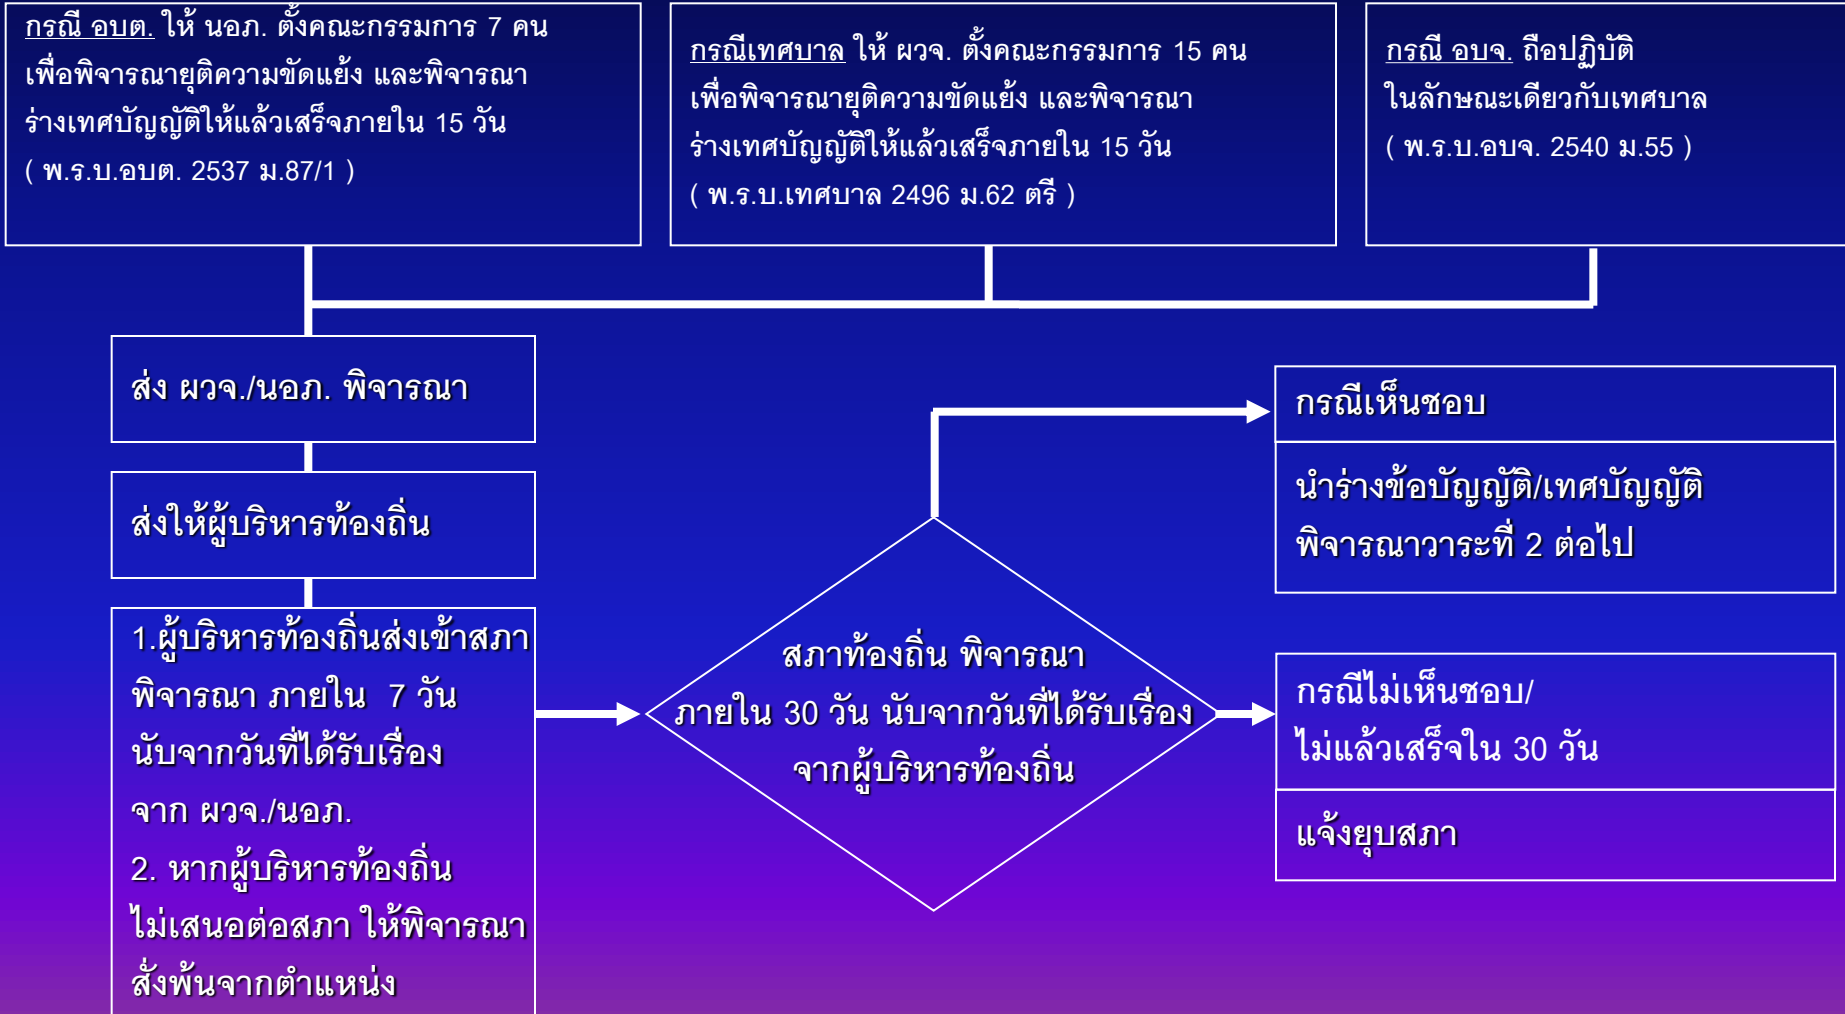 กรณี อบต. ให้ นอภ. ตั้งคณะกรรมการ 7 คน
เพื่อพิจารณายุติความขัดแย้ง และพิจารณา
ร่างเทศบัญญัติให้แล้วเสร็จภายใน 15 วัน
( พ.ร.บ.อบต. 2537 ม.87/1 )
กรณีเทศบาล ให้ ผวจ. ตั้งคณะกรรมการ 15 คน
เพื่อพิจารณายุติความขัดแย้ง และพิจารณา
ร่างเทศบัญญัติให้แล้วเสร็จภายใน 15 วัน
( พ.ร.บ.เทศบาล 2496 ม.62 ตรี )
กรณี อบจ. ถือปฏิบัติ
ในลักษณะเดียวกับเทศบาล
( พ.ร.บ.อบจ. 2540 ม.55 )
ส่ง ผวจ./นอภ. พิจารณา
ส่งให้ผู้บริหารท้องถิ่น
1.ผู้บริหารท้องถิ่นส่งเข้าสภา
พิจารณา ภายใน 7 วัน
นับจากวันที่ได้รับเรื่อง
จาก ผวจ./นอภ.
2. หากผู้บริหารท้องถิ่น
ไม่เสนอต่อสภา ให้พิจารณา
สั่งพ้นจากตำแหน่ง
สภาท้องถิ่น พิจารณา
ภายใน 30 วัน นับจากวันที่ได้รับเรื่อง
จากผู้บริหารท้องถิ่น
กรณีเห็นชอบ
นำร่างข้อบัญญัติ/เทศบัญญัติ
พิจารณาวาระที่ 2 ต่อไป
กรณีไม่เห็นชอบ/
ไม่แล้วเสร็จใน 30 วัน
แจ้งยุบสภา